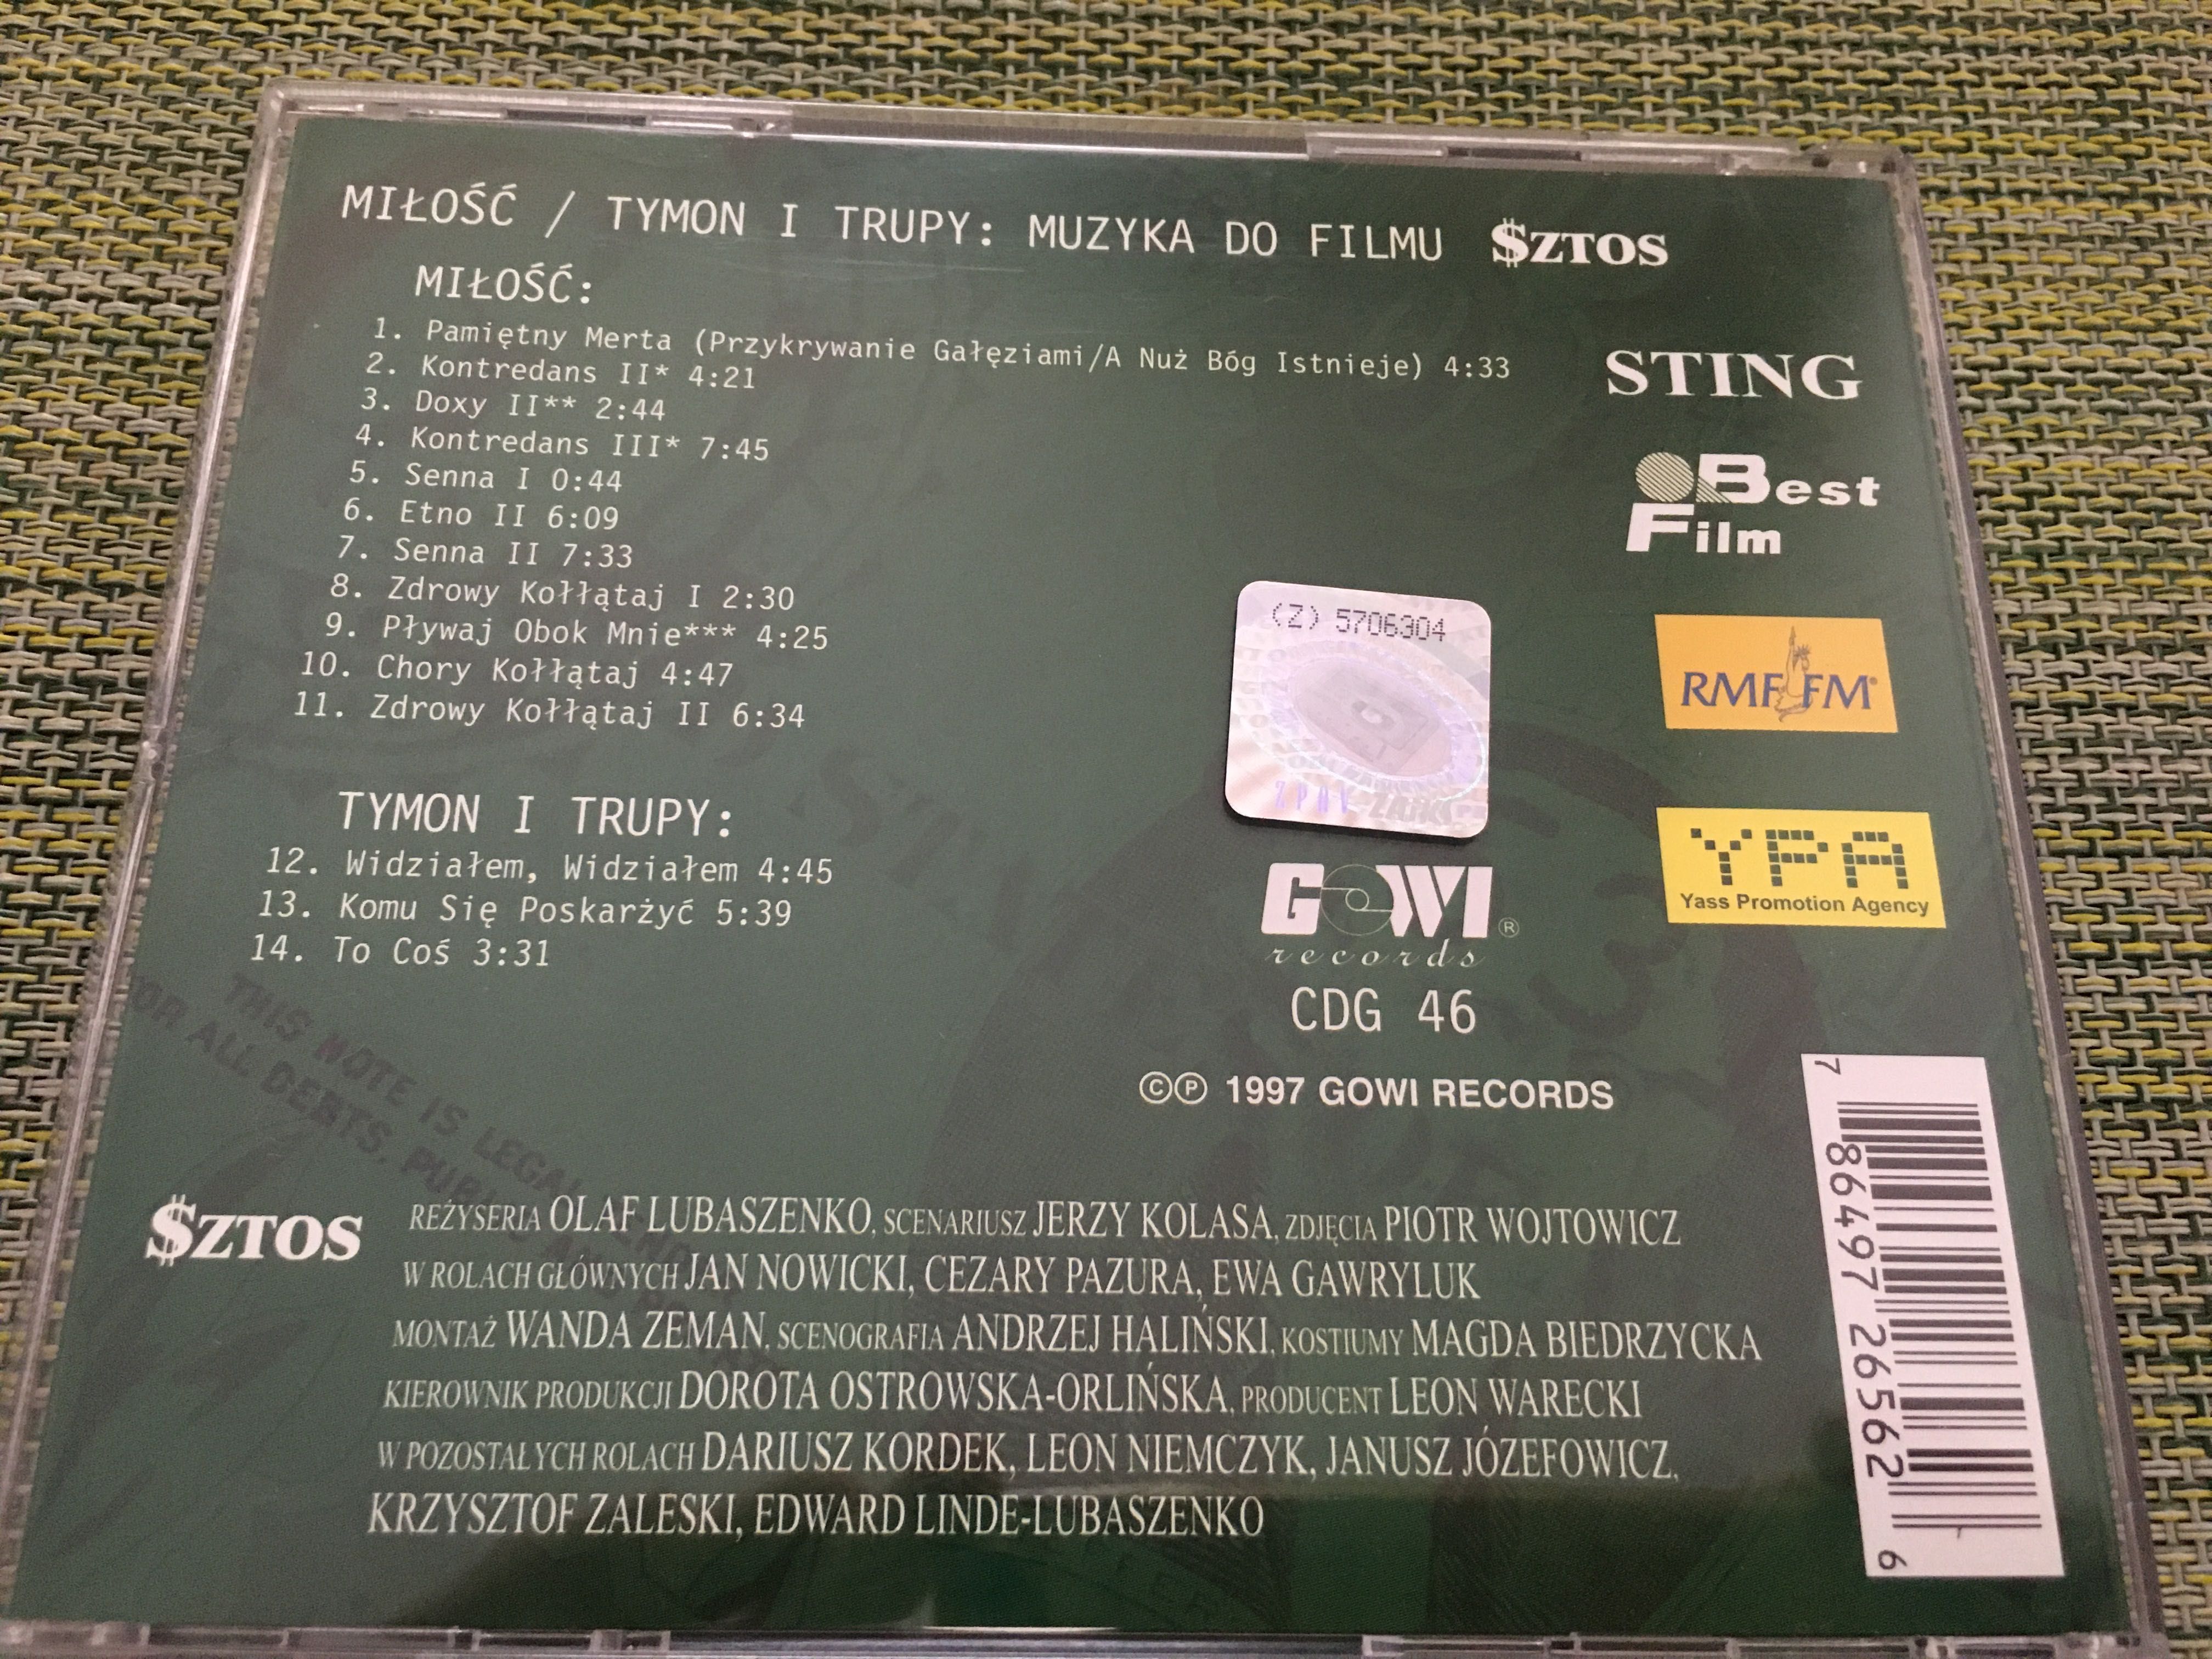 MIŁOŚĆ / TYMON I TRUPY: MUZYKA DO FILMU $ZTOS
MIŁOŚĆ:
1. Pamiętny Merta (Przykrywanie Gałęziami/A Nuż Bóg Istnieje) 4:33
2. Kontredans II* 4:21
3. Doxy II** 2:44
4. Kontredans III* 7:45
5. Senna I 0:44
6. Etno II 6:09
7. Senna II 7:33
8. Zdrowy Kołłątaj I 2:30
9. Pływaj Obok Mnie*** 4:25
10. Chory Kołłątaj 4:47
11. Zdrowy Kołłątaj II 6:34
TYMON I TRUPY:
12. Widziałem, Widziałem 4:45
13. Komu Się Poskarżyć 5:39
14. To Coś 3:31
STING
Best
Film
RMF FM
YPA
Yass Promotion Agency
(Z) 5706304
ZPAV ZAiKS
GOWI ®
records
CDG 46
©℗ 1997 GOWI RECORDS
THIS NOTE IS LEGAL TENDER
FOR ALL DEBTS, PUBLIC AND
$ZTOS
REŻYSERIA OLAF LUBASZENKO, SCENARIUSZ JERZY KOLASA, ZDJĘCIA PIOTR WOJTOWICZ
W ROLACH GŁÓWNYCH JAN NOWICKI, CEZARY PAZURA, EWA GAWRYLUK
MONTAŻ WANDA ZEMAN, SCENOGRAFIA ANDRZEJ HALIŃSKI, KOSTIUMY MAGDA BIEDRZYCKA
KIEROWNIK PRODUKCJI DOROTA OSTROWSKA-ORLIŃSKA, PRODUCENT LEON WARECKI
W POZOSTAŁYCH ROLACH DARIUSZ KORDEK, LEON NIEMCZYK, JANUSZ JÓZEFOWICZ,
KRZYSZTOF ZALESKI, EDWARD LINDE-LUBASZENKO
7 86497 26562 6